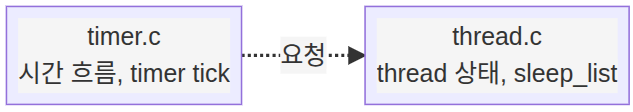 timer.c
시간 흐름, timer tick
요청
thread.c
thread 상태, sleep_list